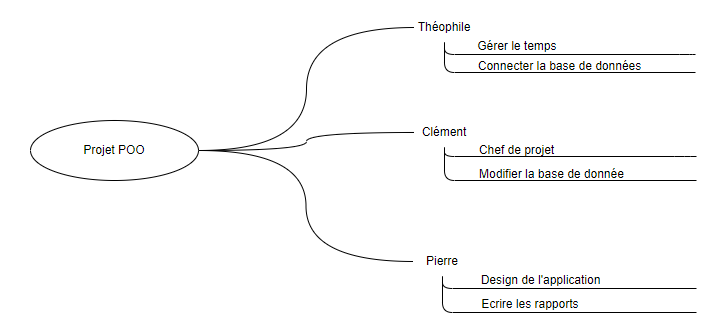 Théophile
Gérer le temps
Connecter la base de données
Clément
Projet POO
Chef de projet
Modifier la base de donnée
Pierre
Design de l'application
Ecrire les rapports